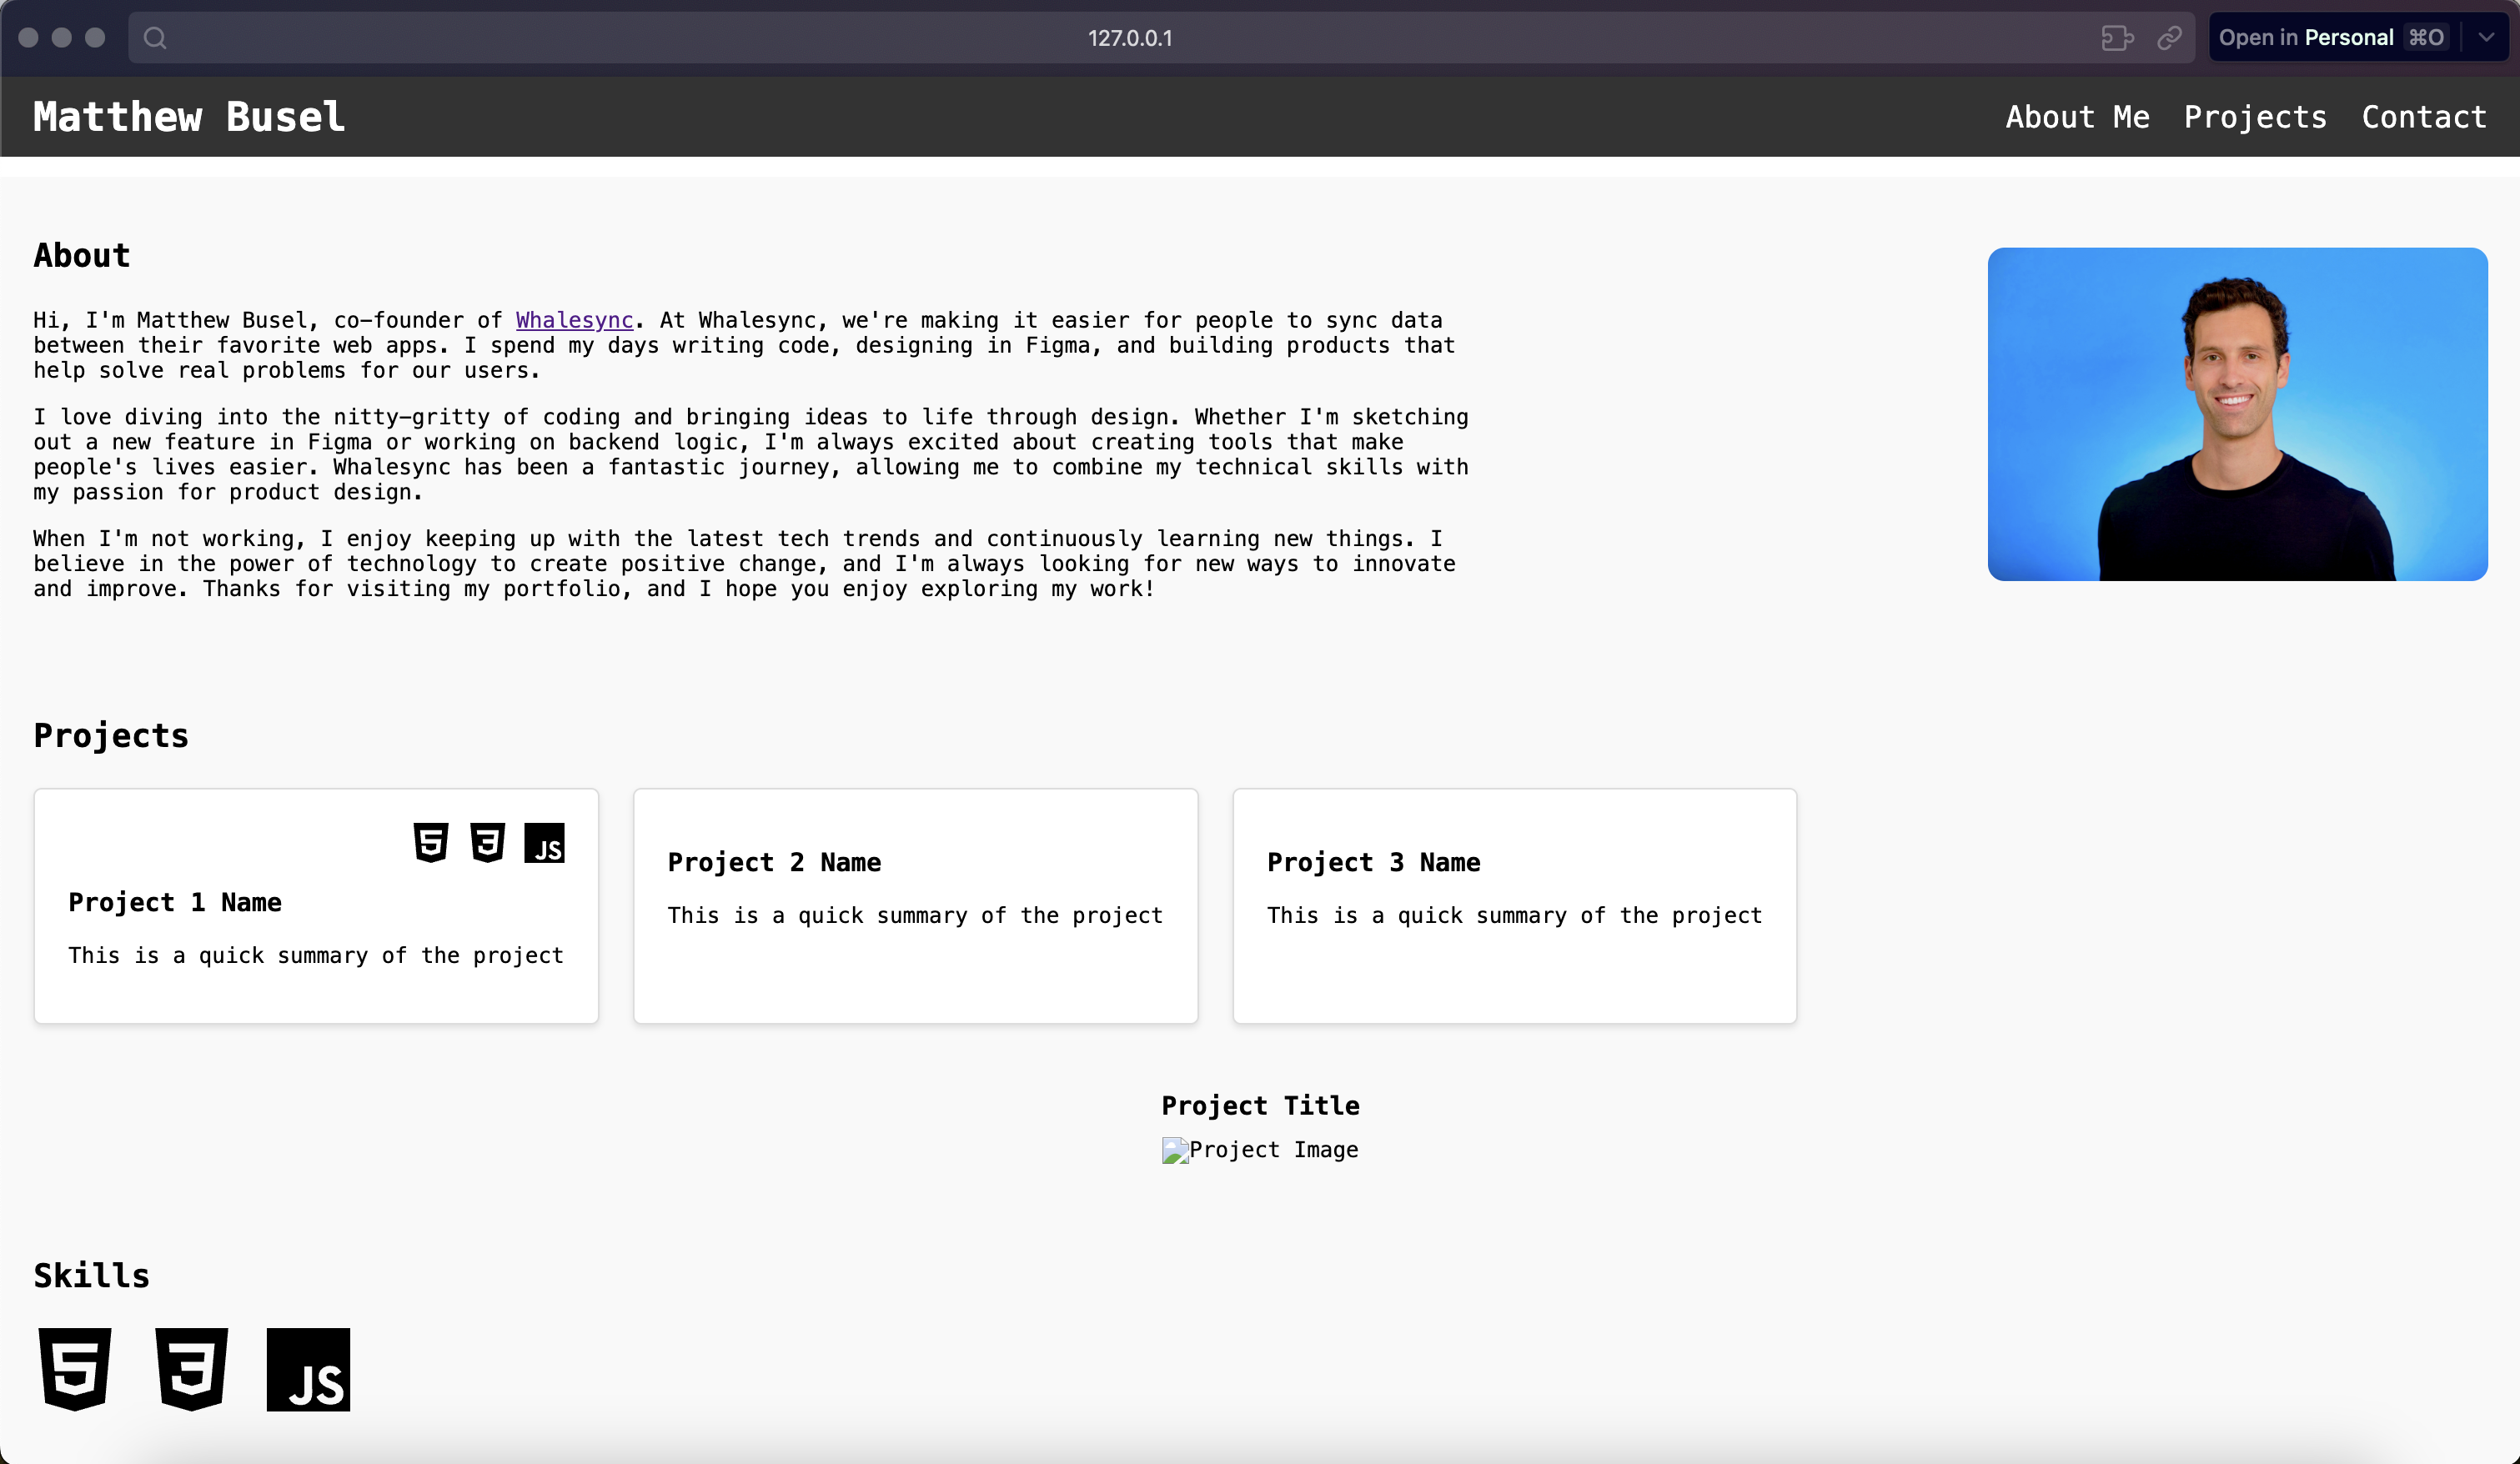 127.0.0.1
Open in Personal ⌘O
Matthew Busel
About Me Projects Contact
About
Hi, I'm Matthew Busel, co-founder of Whalesync. At Whalesync, we're making it easier for people to sync data
between their favorite web apps. I spend my days writing code, designing in Figma, and building products that
help solve real problems for our users.
I love diving into the nitty-gritty of coding and bringing ideas to life through design. Whether I'm sketching
out a new feature in Figma or working on backend logic, I'm always excited about creating tools that make
people's lives easier. Whalesync has been a fantastic journey, allowing me to combine my technical skills with
my passion for product design.
When I'm not working, I enjoy keeping up with the latest tech trends and continuously learning new things. I
believe in the power of technology to create positive change, and I'm always looking for new ways to innovate
and improve. Thanks for visiting my portfolio, and I hope you enjoy exploring my work!
Projects
5 3 JS
Project 1 Name
This is a quick summary of the project
Project 2 Name
This is a quick summary of the project
Project 3 Name
This is a quick summary of the project
Project Title
Project Image
Skills
5 3 JS